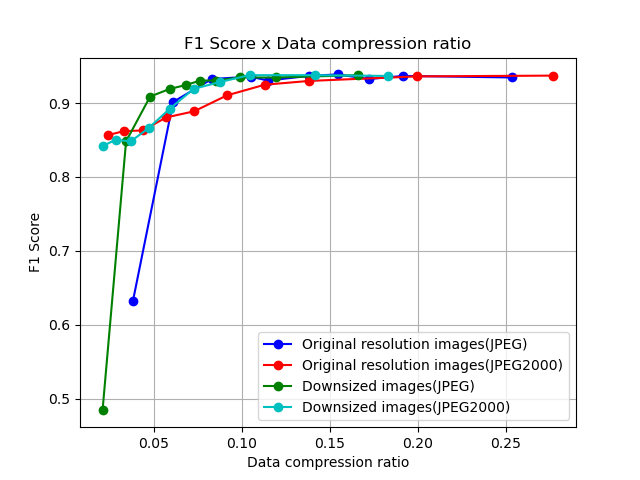 F1 Score x Data compression ratio
F1 Score
0.9
0.8
0.7
0.6
0.5
Original resolution images(JPEG)
Original resolution images(JPEG2000)
Downsized images(JPEG)
Downsized images(JPEG2000)
0.05 0.10 0.15 0.20 0.25
Data compression ratio